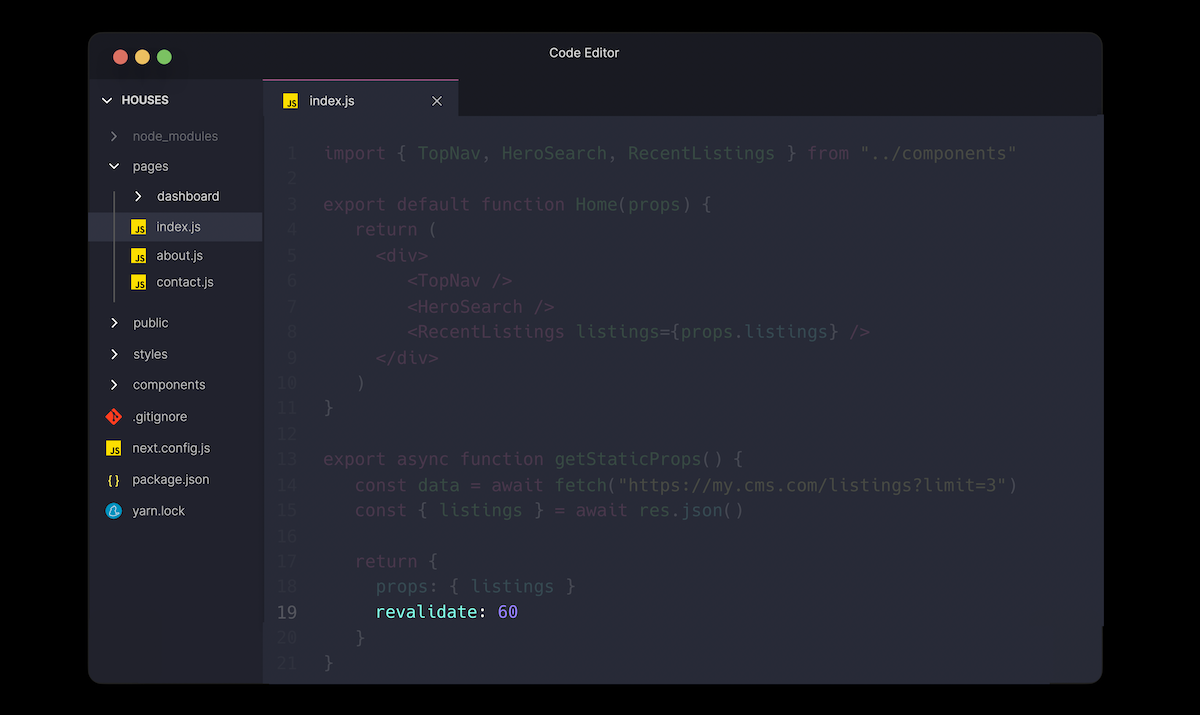 Code Editor
HOUSES
node_modules
pages
dashboard
JS index.js
JS about.js
JS contact.js
public
styles
components
.gitignore
JS next.config.js
{} package.json
yarn.lock
JS index.js
1 import { TopNav, HeroSearch, RecentListings } from "../components"
2
3 export default function Home(props) {
4 return (
5 <div>
6 <TopNav />
7 <HeroSearch />
8 <RecentListings listings={props.listings} />
9 </div>
10 )
11 }
12
13 export async function getStaticProps() {
14 const data = await fetch("https://my.cms.com/listings?limit=3")
15 const { listings } = await res.json()
16
17 return {
18 props: { listings }
19 revalidate: 60
20 }
21 }